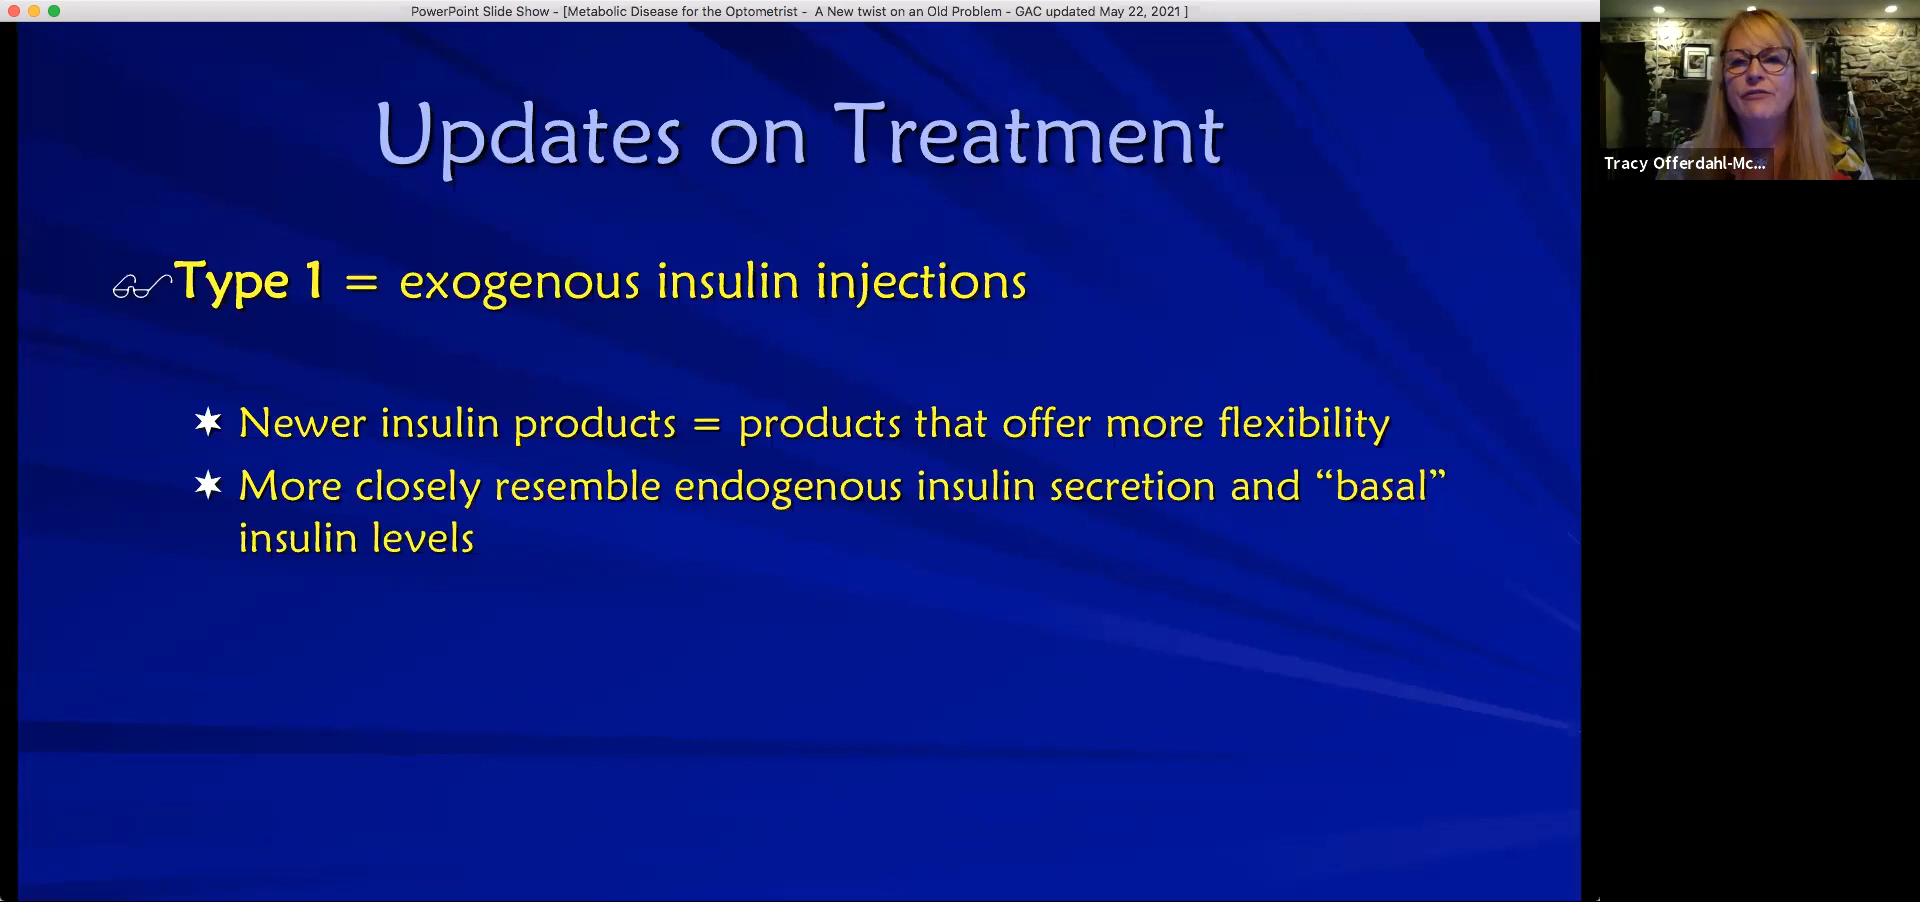 PowerPoint Slide Show - [Metabolic Disease for the Optometrist - A New twist on an Old Problem - GAC updated May 22, 2021 ]
Updates on Treatment
Type 1 = exogenous insulin injections
Newer insulin products = products that offer more flexibility
More closely resemble endogenous insulin secretion and “basal”
insulin levels
Tracy Offerdahl-Mc...